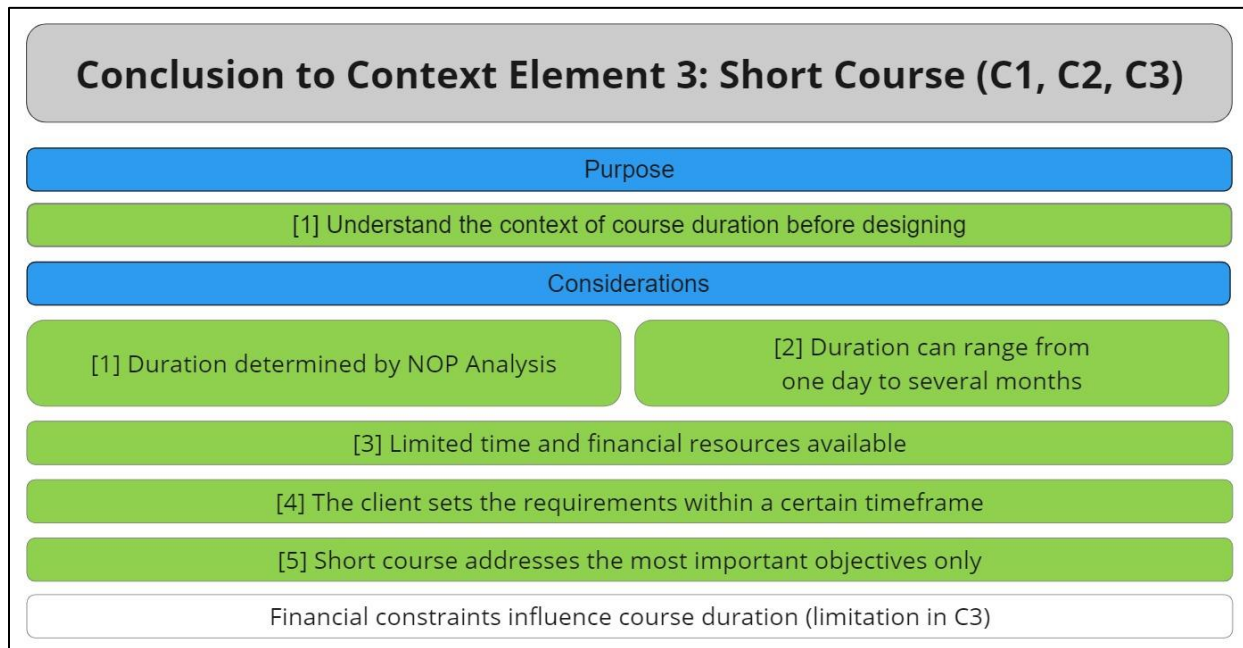 Conclusion to Context Element 3: Short Course (C1, C2, C3)
Purpose
[1] Understand the context of course duration before designing
Considerations
[1] Duration determined by NOP Analysis
[2] Duration can range from
one day to several months
[3] Limited time and financial resources available
[4] The client sets the requirements within a certain timeframe
[5] Short course addresses the most important objectives only
Financial constraints influence course duration (limitation in C3)